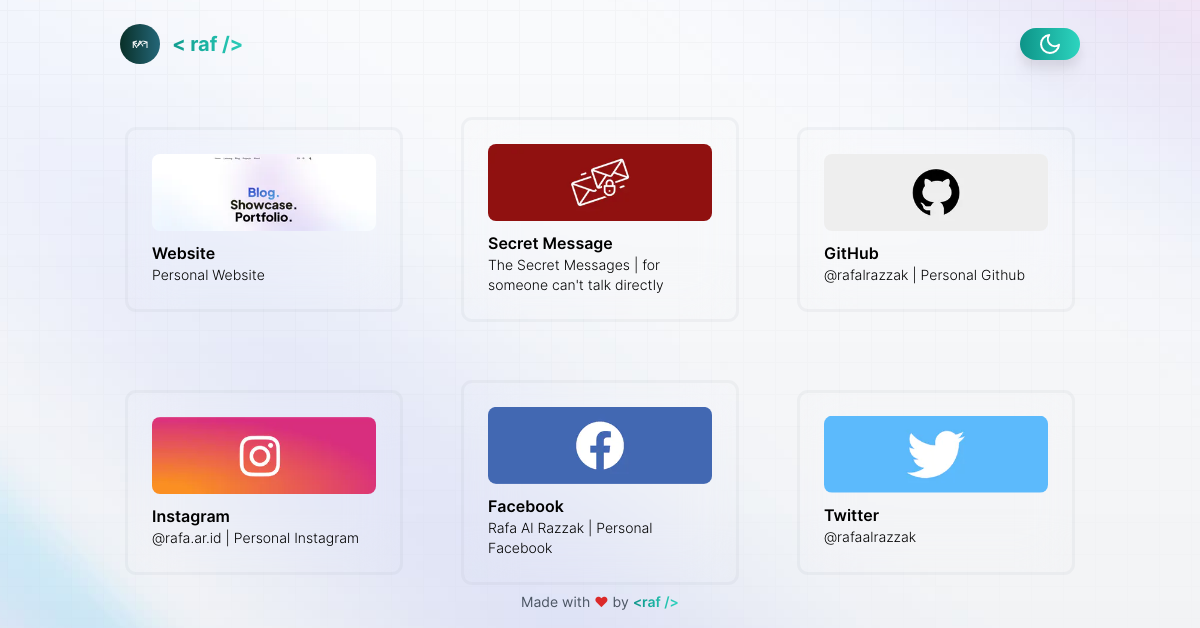 < raf />
Blog.
Showcase.
Portfolio.
Website
Personal Website
Secret Message
The Secret Messages | for
someone can't talk directly
GitHub
@rafalrazzak | Personal Github
Instagram
@rafa.ar.id | Personal Instagram
Facebook
Rafa Al Razzak | Personal
Facebook
Twitter
@rafaalrazzak
Made with ❤ by <raf />